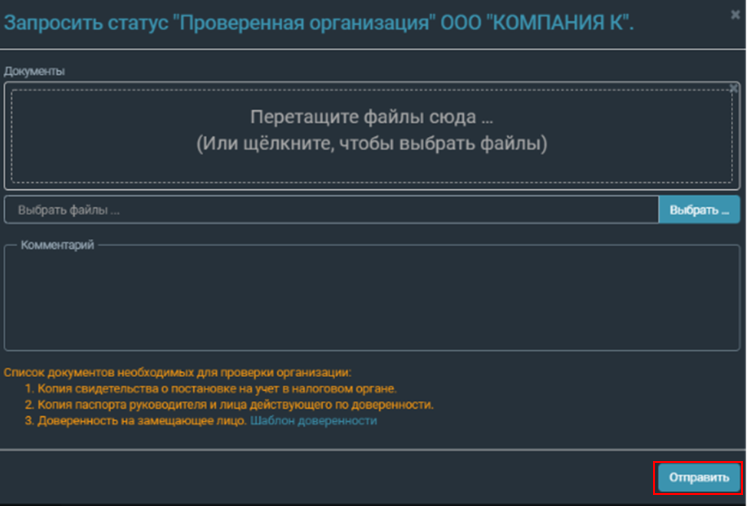 Запросить статус "Проверенная организация" ООО "КОМПАНИЯ К".
Документы
Перетащите файлы сюда ...
(Или щёлкните, чтобы выбрать файлы)
Выбрать файлы ...
Выбрать ...
Комментарий
Список документов необходимых для проверки организации:
1. Копия свидетельства о постановке на учет в налоговом органе.
2. Копия паспорта руководителя и лица действующего по доверенности.
3. Доверенность на замещающее лицо. Шаблон доверенности
Отправить